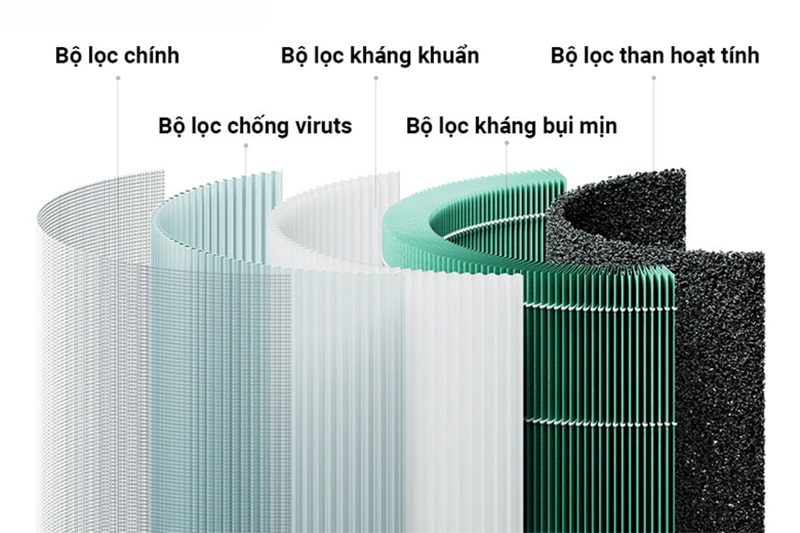 Bộ lọc chính
Bộ lọc kháng khuẩn
Bộ lọc than hoạt tính
Bộ lọc chống viruts
Bộ lọc kháng bụi mịn